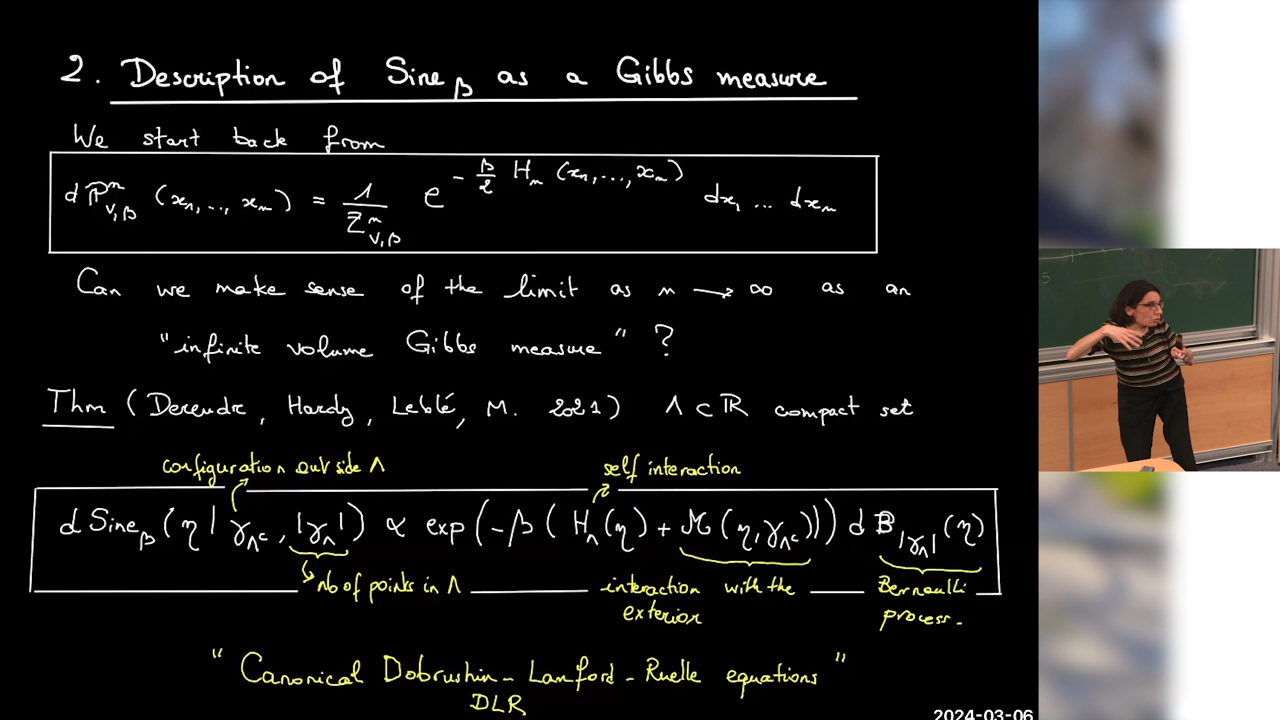 2. Description of Sine_β as a Gibbs measure
We start back from
dℙ^n_{V,β} (x_1,..,x_n) = 1/Z^n_{V,β} e^{-β/2 H_n (x_1,...,x_n)} dx_1 ... dx_n
Can we make sense of the limit as n → ∞ as an
"infinite volume Gibbs measure" ?
Thm (Dereudre, Hardy, Leblé, M. 2021) Λ ⊂ ℝ compact set
configuration outside Λ
self interaction
d Sine_β (η | γ_{Λ^c}, |γ_Λ|) ∝ exp(-β (H_Λ(η) + M(η, γ_{Λ^c}))) d B_{|γ_Λ|}(η)
nb of points in Λ
interaction with the exterior
Bernoulli process.
"Canonical Dobrushin-Lanford-Ruelle equations"
DLR
2024-03-06